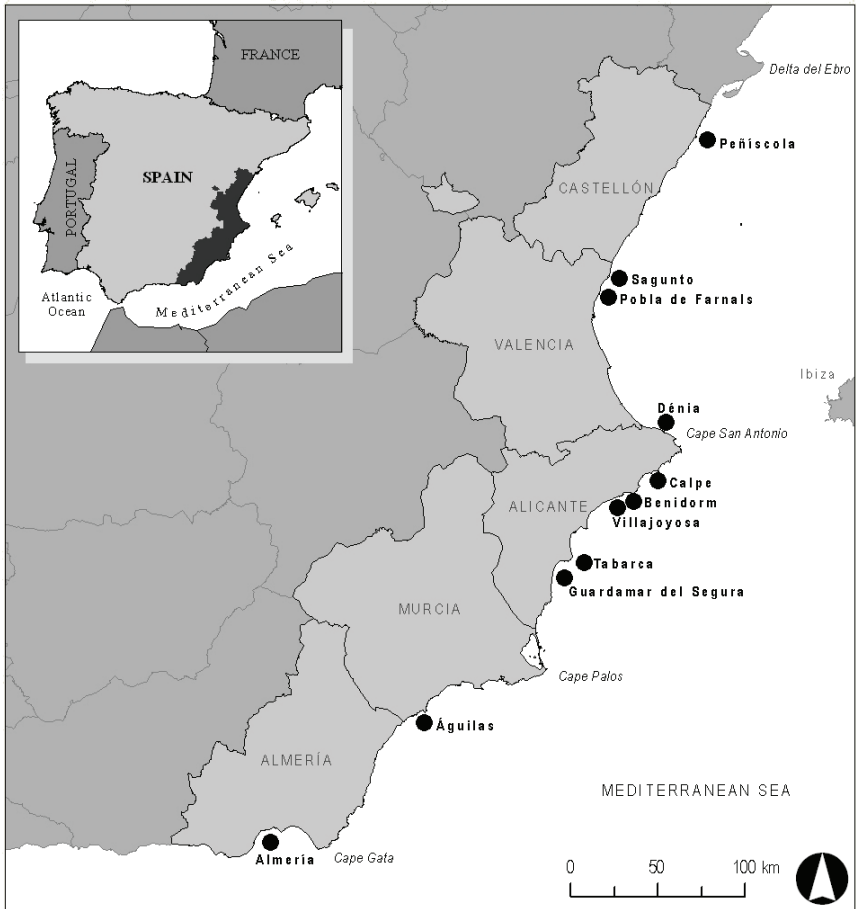 FRANCE
PORTUGAL
SPAIN
Mediterranean Sea
Atlantic
Ocean
Delta del Ebro
Peñíscola
CASTELLÓN
Sagunto
Pobla de Farnals
VALENCIA
Ibiza
Dénia
Cape San Antonio
Calpe
Benidorm
ALICANTE
Villajoyosa
Tabarca
Guardamar del Segura
MURCIA
Cape Palos
Águilas
ALMERÍA
MEDITERRANEAN SEA
Almería
Cape Gata
0 50 100 km